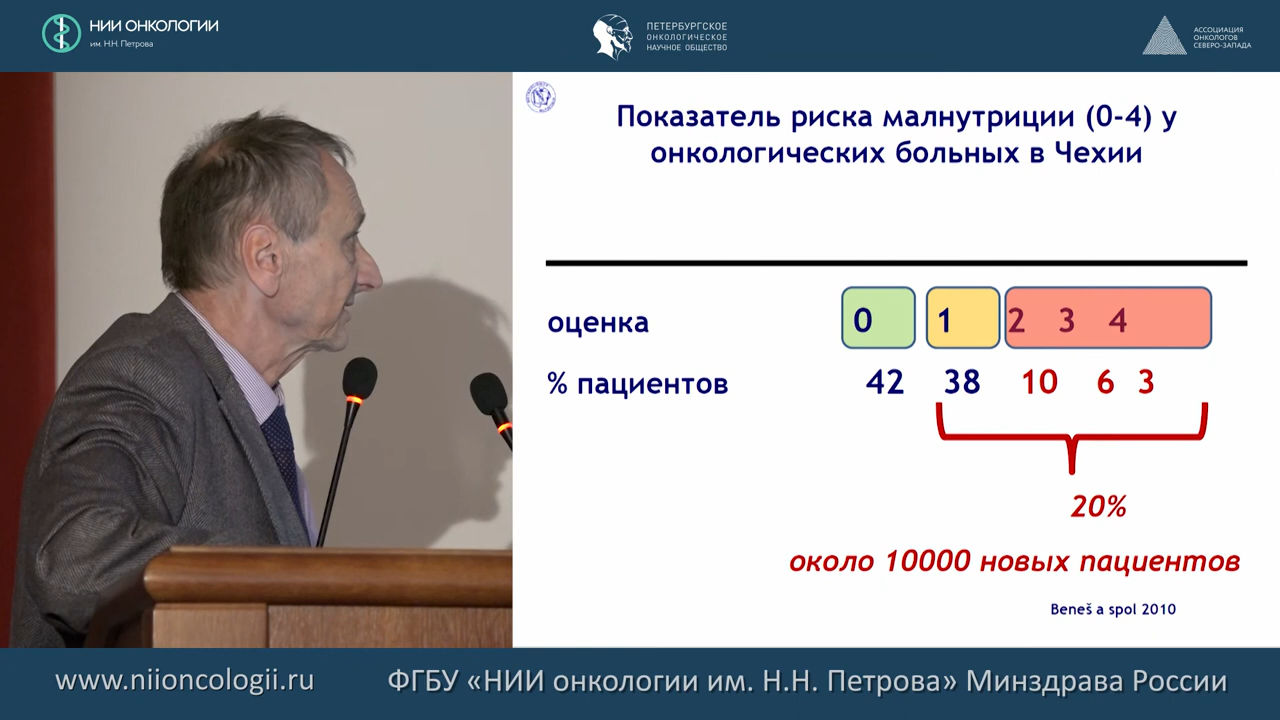 НИИ ОНКОЛОГИИ
им. Н.Н. Петрова
ПЕТЕРБУРГСКОЕ
ОНКОЛОГИЧЕСКОЕ
НАУЧНОЕ ОБЩЕСТВО
АССОЦИАЦИЯ
ОНКОЛОГОВ
СЕВЕРО-ЗАПАДА
Показатель риска малнутриции (0-4) у
онкологических больных в Чехии
оценка 0 1 2 3 4
% пациентов 42 38 10 6 3
20%
около 10000 новых пациентов
Beneš a spol 2010
www.niioncologii.ru ФГБУ «НИИ онкологии им. Н.Н. Петрова» Минздрава России